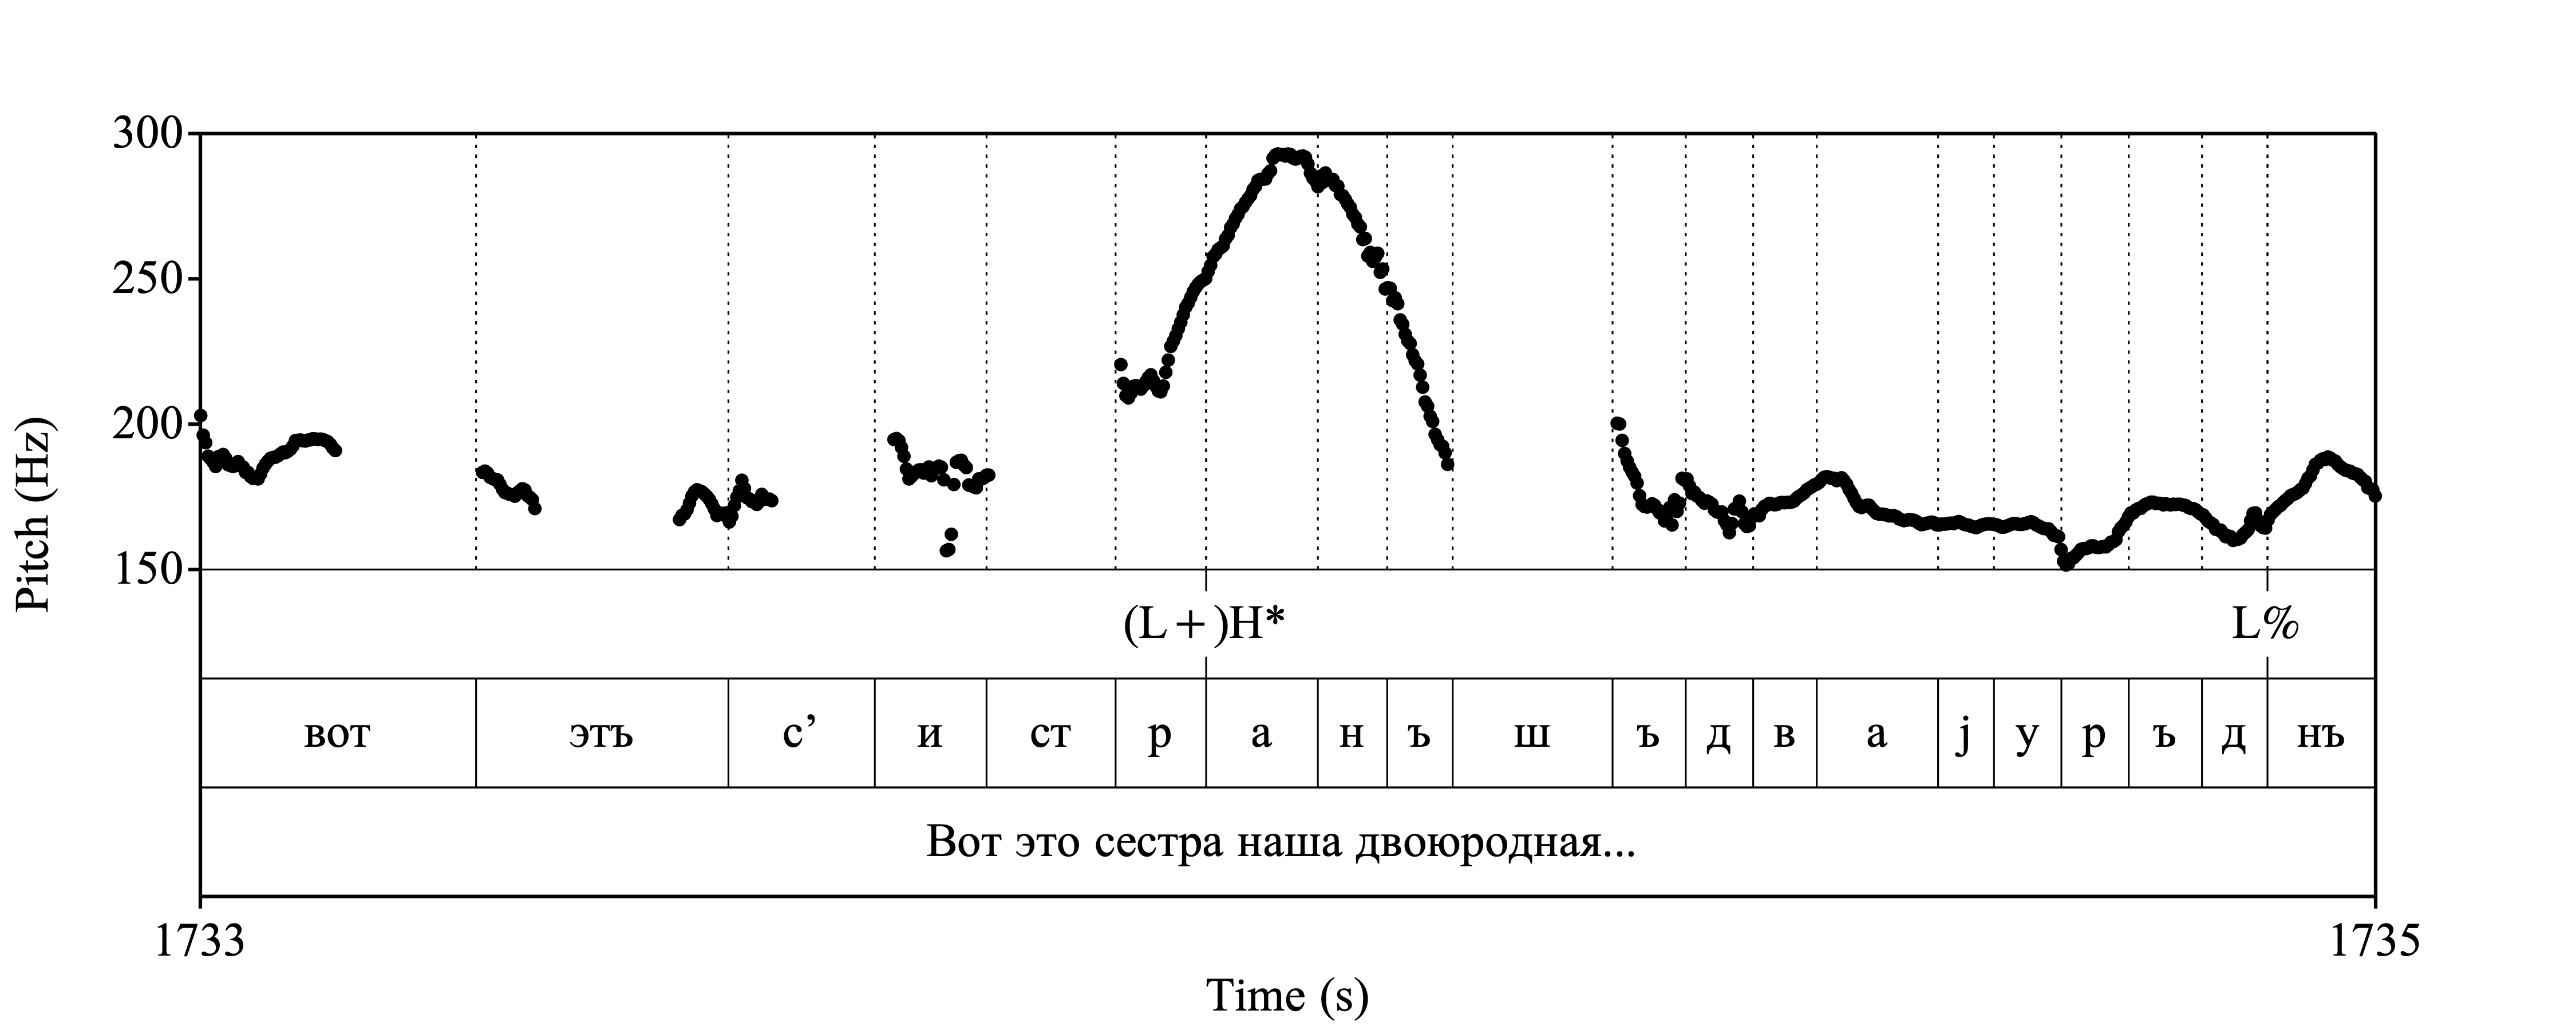 300
250
200
150
Pitch (Hz)
(L+)H* L%
вот этъ с’ и ст р а н ъ ш ъ д в а j у р ъ д нъ
Вот это сестра наша двоюродная...
1733 1735
Time (s)